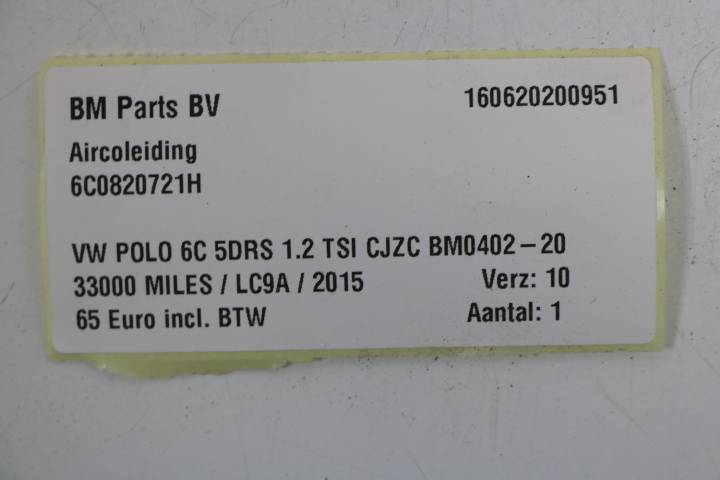 BM Parts BV 160620200951
Aircoleiding
6C0820721H
VW POLO 6C 5DRS 1.2 TSI CJZC BM0402-20
33000 MILES / LC9A / 2015 Verz: 10
65 Euro incl. BTW Aantal: 1